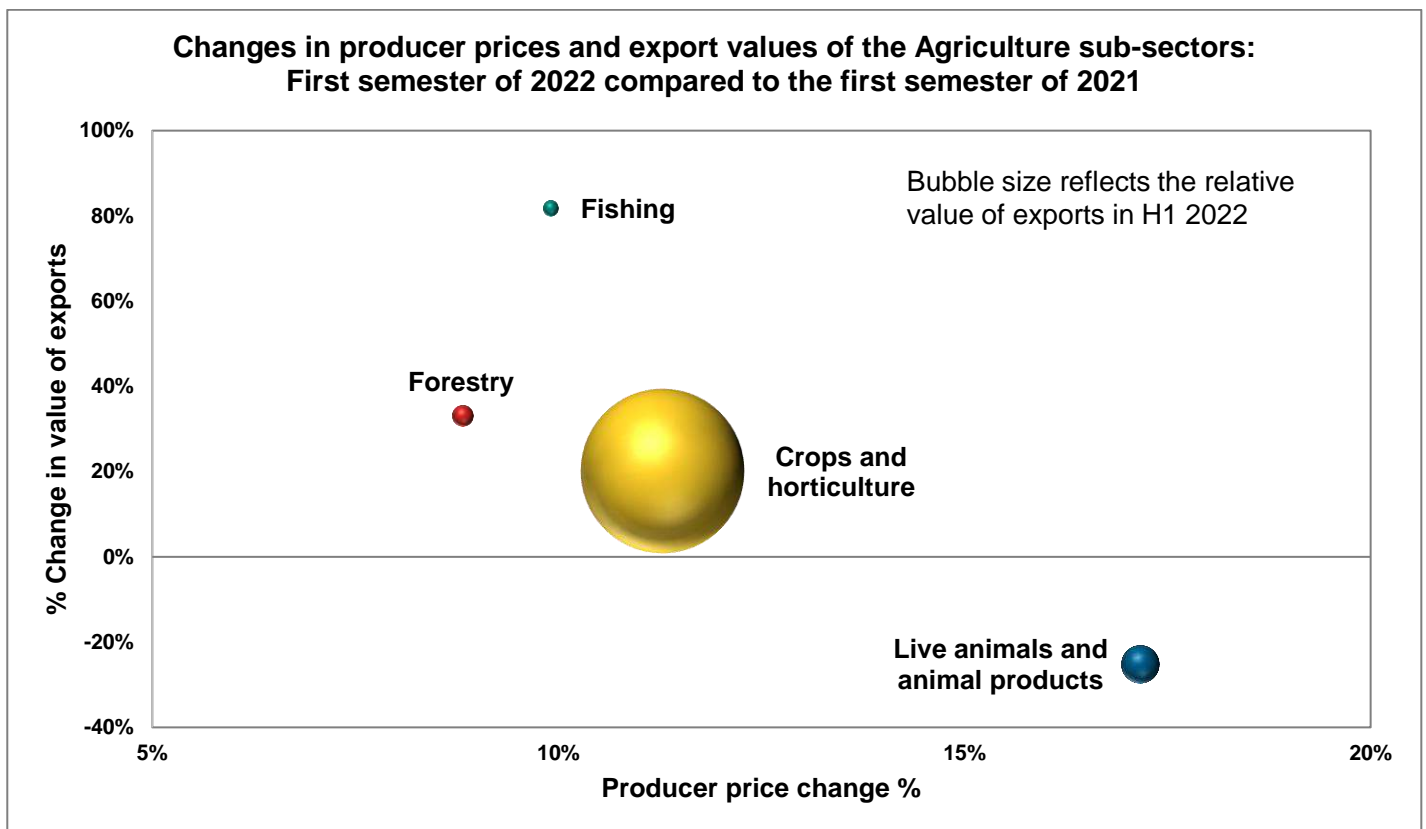 Changes in producer prices and export values of the Agriculture sub-sectors:
First semester of 2022 compared to the first semester of 2021
% Change in value of exports
100%
80%
60%
40%
20%
0%
-20%
-40%
Bubble size reflects the relative
value of exports in H1 2022
Fishing
Forestry
Crops and
horticulture
Live animals and
animal products
5%
10%
15%
20%
Producer price change %